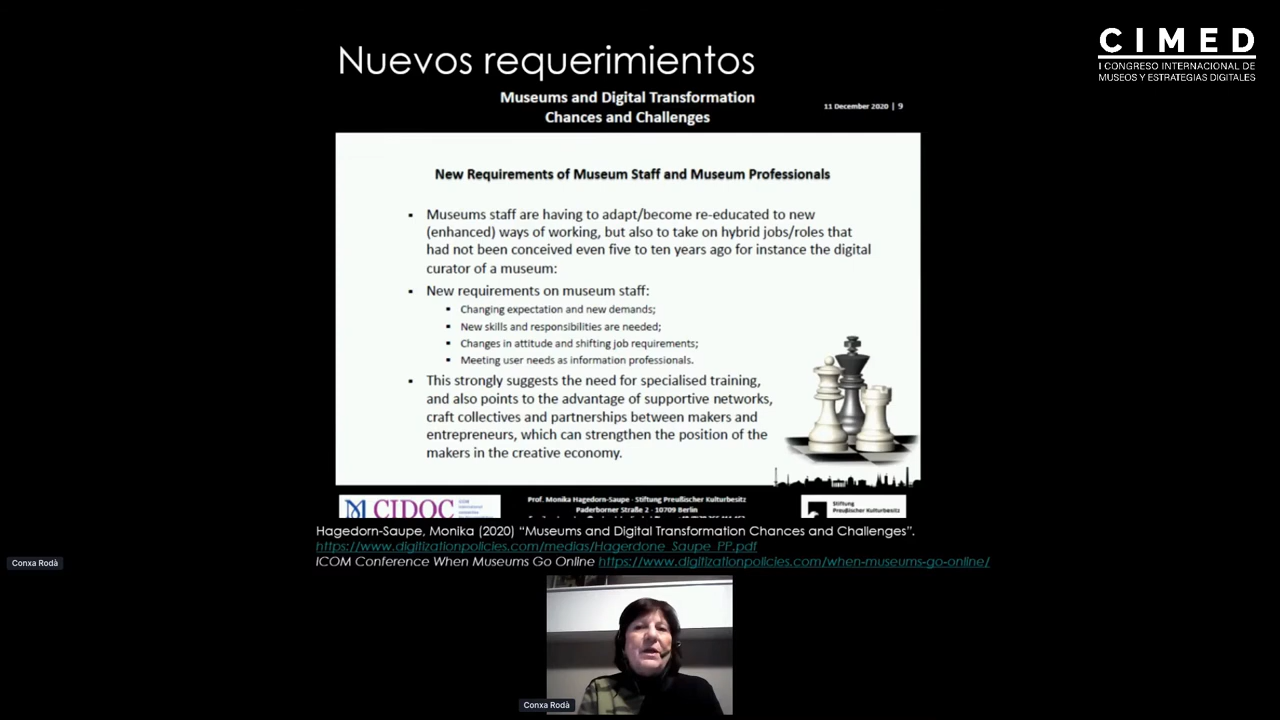 Nuevos requerimientos
CIMED
I CONGRESO INTERNACIONAL DE
MUSEOS Y ESTRATEGIAS DIGITALES
Museums and Digital Transformation
Chances and Challenges
11 December 2020 | 9
New Requirements of Museum Staff and Museum Professionals
▪ Museums staff are having to adapt/become re-educated to new
(enhanced) ways of working, but also to take on hybrid jobs/roles that
had not been conceived even five to ten years ago for instance the digital
curator of a museum:
▪ New requirements on museum staff:
▪ Changing expectation and new demands;
▪ New skills and responsibilities are needed;
▪ Changes in attitude and shifting job requirements;
▪ Meeting user needs as information professionals.
▪ This strongly suggests the need for specialised training,
and also points to the advantage of supportive networks,
craft collectives and partnerships between makers and
entrepreneurs, which can strengthen the position of the
makers in the creative economy.
CIDOC
Prof. Monika Hagedorn-Saupe · Stiftung Preußischer Kulturbesitz
Paderborner Straße 2 · 10709 Berlin
Stiftung
Preußischer Kulturbesitz
Hagedorn-Saupe, Monika (2020) “Museums and Digital Transformation Chances and Challenges”.
https://www.digitizationpolicies.com/medias/Hagerdone_Saupe_PP.pdf
ICOM Conference When Museums Go Online https://www.digitizationpolicies.com/when-museums-go-online/
Conxa Rodà
Conxa Rodà